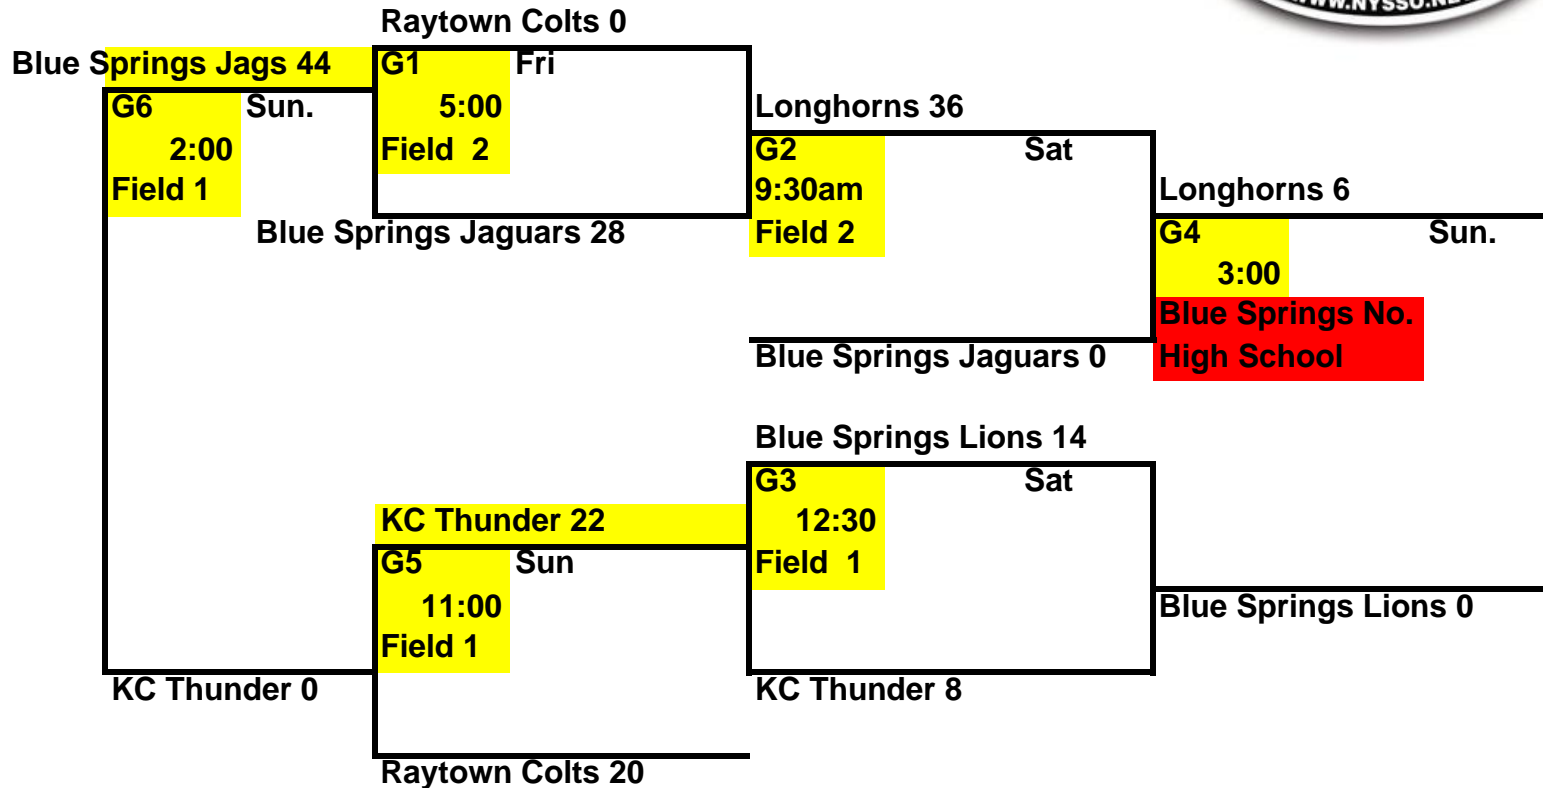 WWW.NYSSO.NE
Raytown Colts 0
Blue Springs Jags 44
G1 Fri
G6 Sun.
5:00
Longhorns 36
2:00
Field 2
G2 Sat
Field 1
9:30am
Longhorns 6
Blue Springs Jaguars 28
Field 2
G4 Sun.
3:00
Blue Springs No.
Blue Springs Jaguars 0
High School
Blue Springs Lions 14
G3 Sat
KC Thunder 22
12:30
G5 Sun
Field 1
11:00
Blue Springs Lions 0
Field 1
KC Thunder 0
KC Thunder 8
Raytown Colts 20